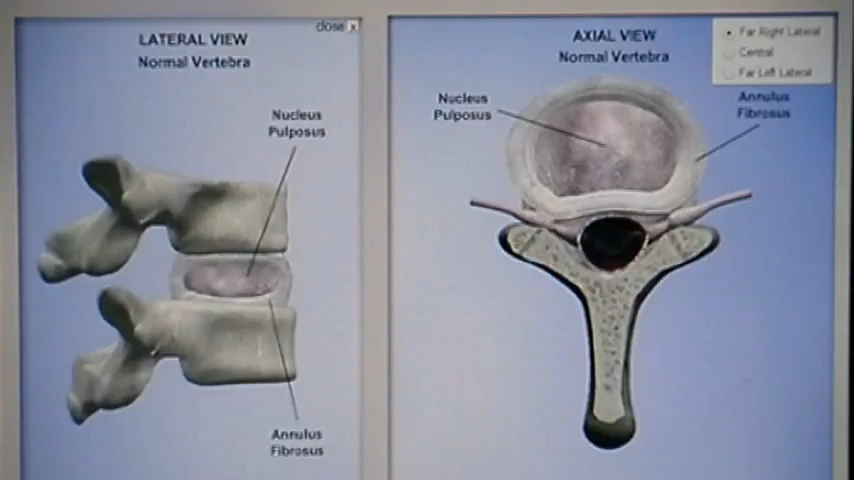 close x
LATERAL VIEW
Normal Vertebra
Nucleus
Pulposus
Annulus
Fibrosus
AXIAL VIEW
Normal Vertebra
Far Right Lateral
Central
Far Left Lateral
Nucleus
Pulposus
Annulus
Fibrosus